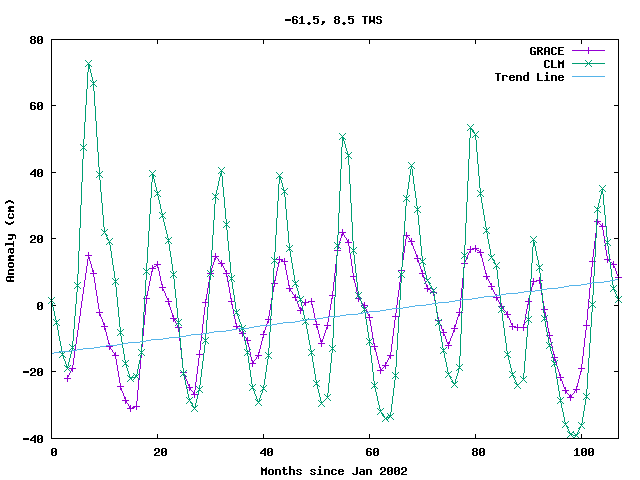 -61.5, 8.5 TWS
GRACE
CLM
Trend Line
80
60
40
20
0
-20
-40
Anomaly (cm)
0 20 40 60 80 100
Months since Jan 2002